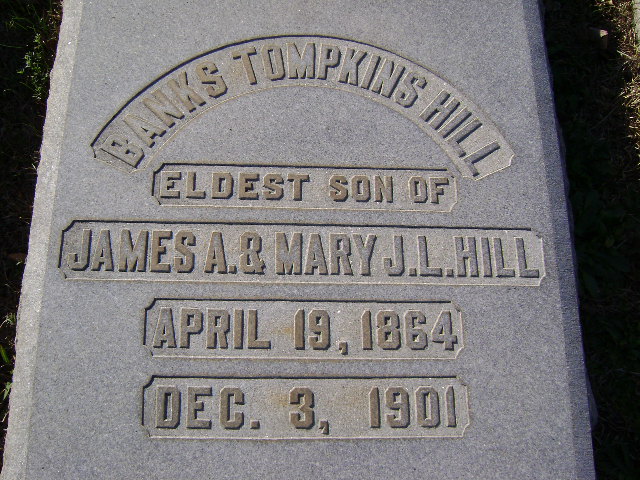 BANKS TOMPKINS HILL
ELDEST SON OF
JAMES A. & MARY J.L. HILL
APRIL 19, 1864
DEC. 3, 1901